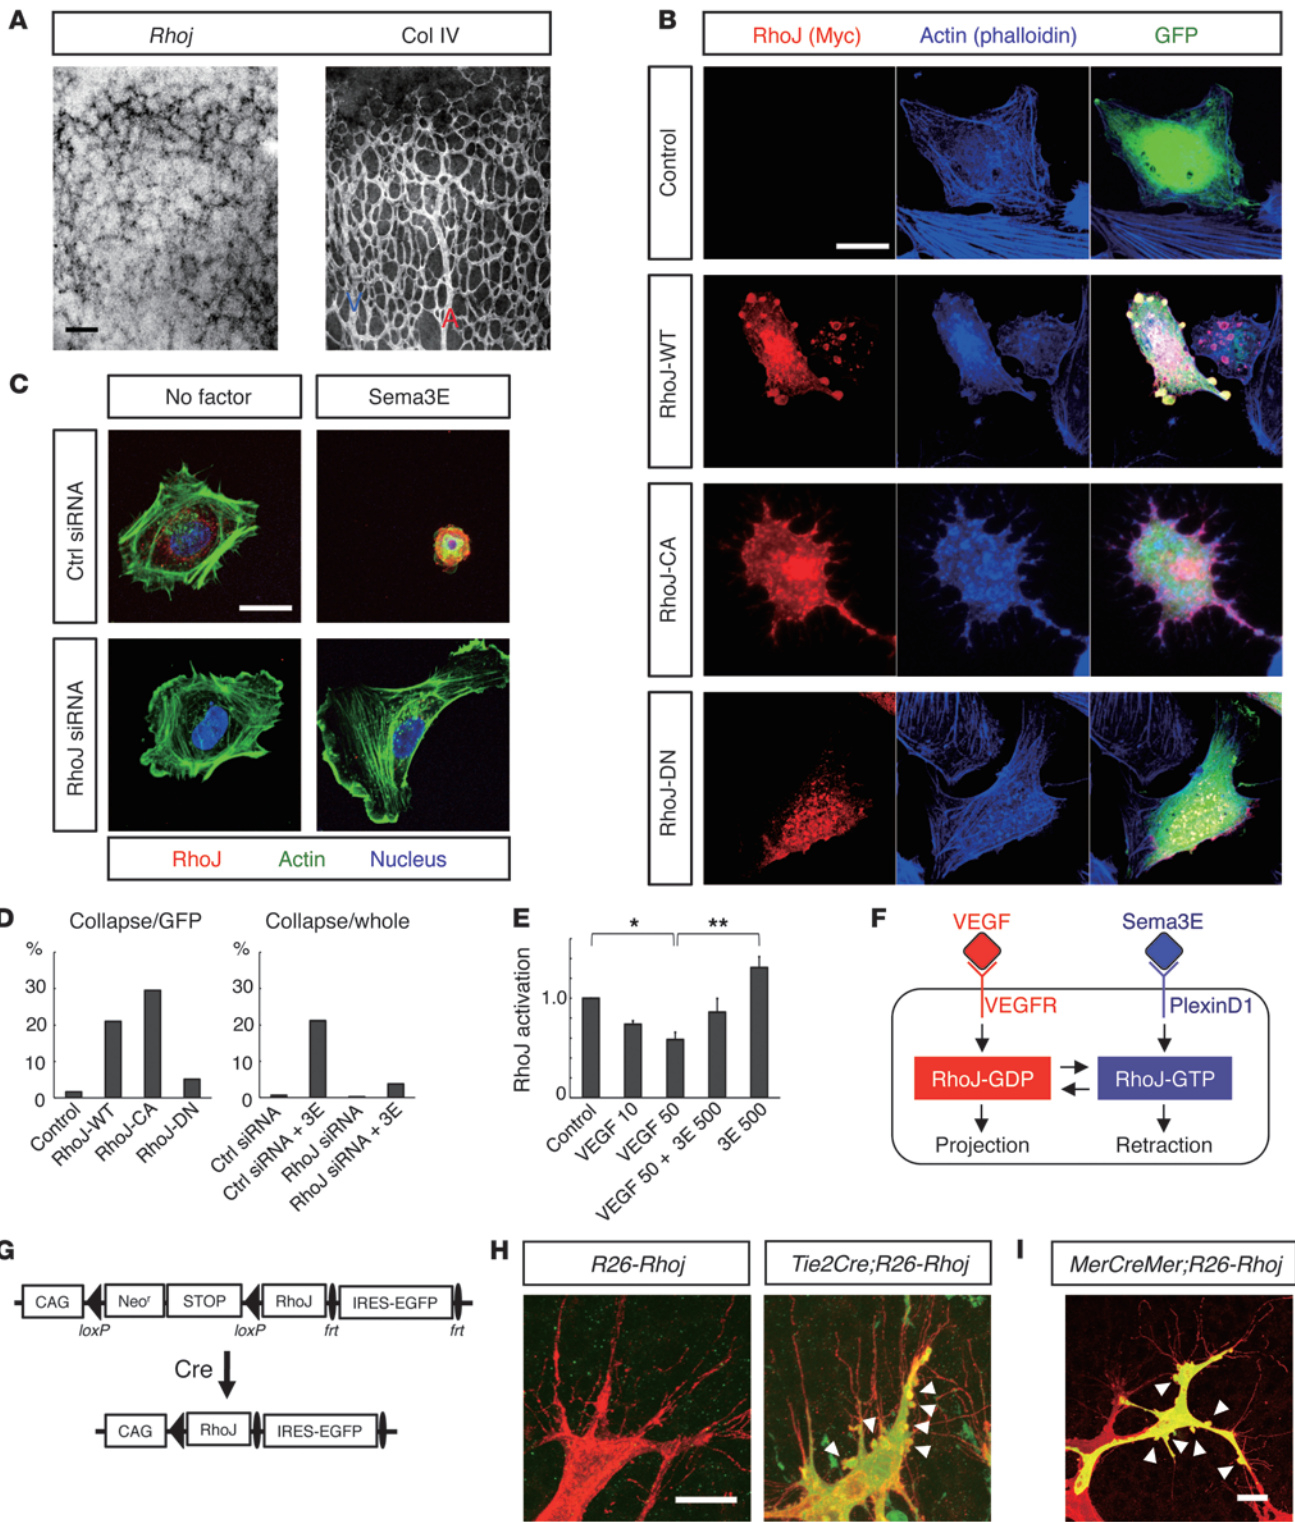 A
Rhoj
Col IV
V
A
B
RhoJ (Myc)
Actin (phalloidin)
GFP
Control
RhoJ-WT
RhoJ-CA
RhoJ-DN
C
No factor
Sema3E
Ctrl siRNA
RhoJ siRNA
RhoJ
Actin
Nucleus
D
Collapse/GFP
%
30
20
10
0
Control
RhoJ-WT
RhoJ-CA
RhoJ-DN
Collapse/whole
%
30
20
10
0
Ctrl siRNA
Ctrl siRNA + 3E
RhoJ siRNA
RhoJ siRNA + 3E
E
*
**
RhoJ activation
1.0
0
Control
VEGF 10
VEGF 50
VEGF 50 + 3E 500
3E 500
F
VEGF
Sema3E
VEGFR
PlexinD1
RhoJ-GDP
RhoJ-GTP
Projection
Retraction
G
CAG
Neoʳ
STOP
RhoJ
IRES-EGFP
loxP
loxP
frt
frt
Cre
CAG
RhoJ
IRES-EGFP
H
R26-Rhoj
Tie2Cre;R26-Rhoj
I
MerCreMer;R26-Rhoj